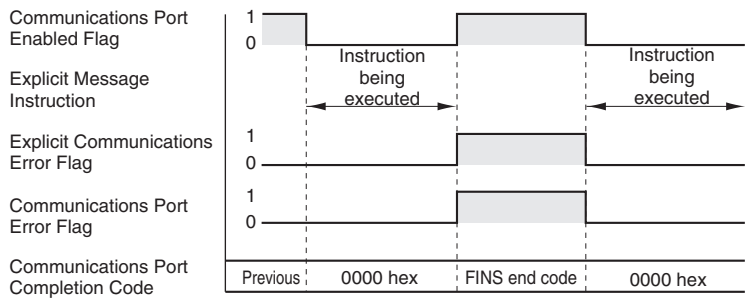 Communications Port
Enabled Flag
1
0
Instruction
being
executed
Instruction
being
executed
Explicit Message
Instruction
Explicit Communications
Error Flag
1
0
Communications Port
Error Flag
1
0
Communications Port
Completion Code
Previous
0000 hex
FINS end code
0000 hex